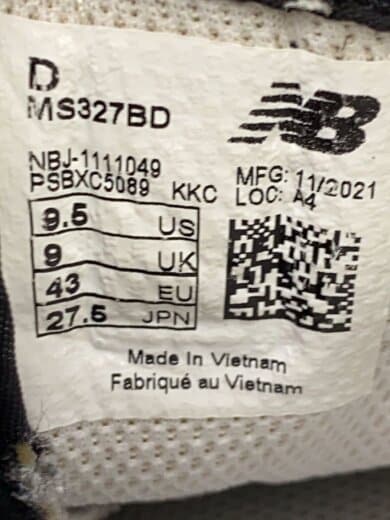 D
MS327BD
NB
NBJ-1111049
PSBXC5089 KKC
MFG: 11/2021
LOC: A4
9.5 US
9 UK
43 EU
27.5 JPN
Made In Vietnam
Fabriqué au Vietnam